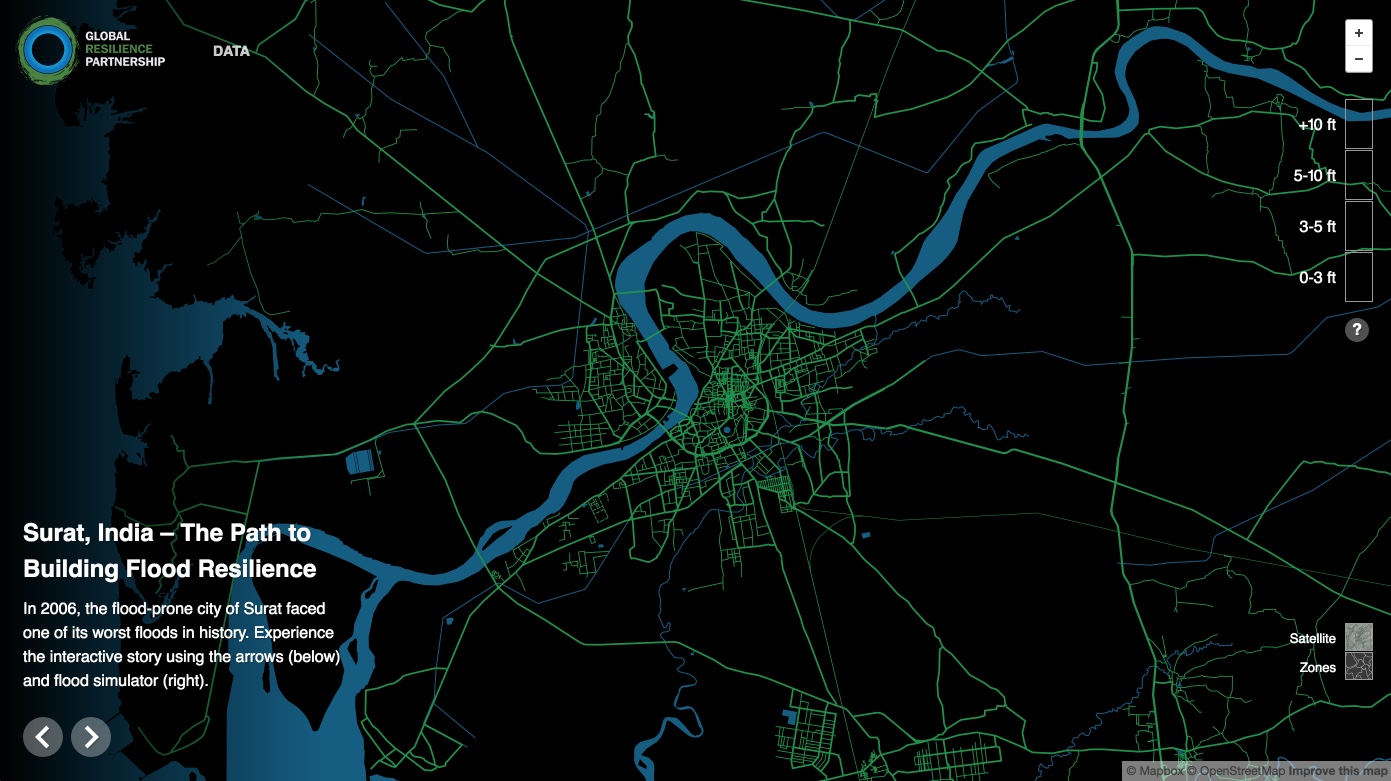 GLOBAL
RESILIENCE
PARTNERSHIP
DATA
+
−
+10 ft
5-10 ft
3-5 ft
0-3 ft
?
Surat, India – The Path to
Building Flood Resilience
In 2006, the flood-prone city of Surat faced
one of its worst floods in history. Experience
the interactive story using the arrows (below)
and flood simulator (right).
Satellite
Zones
© Mapbox © OpenStreetMap Improve this map